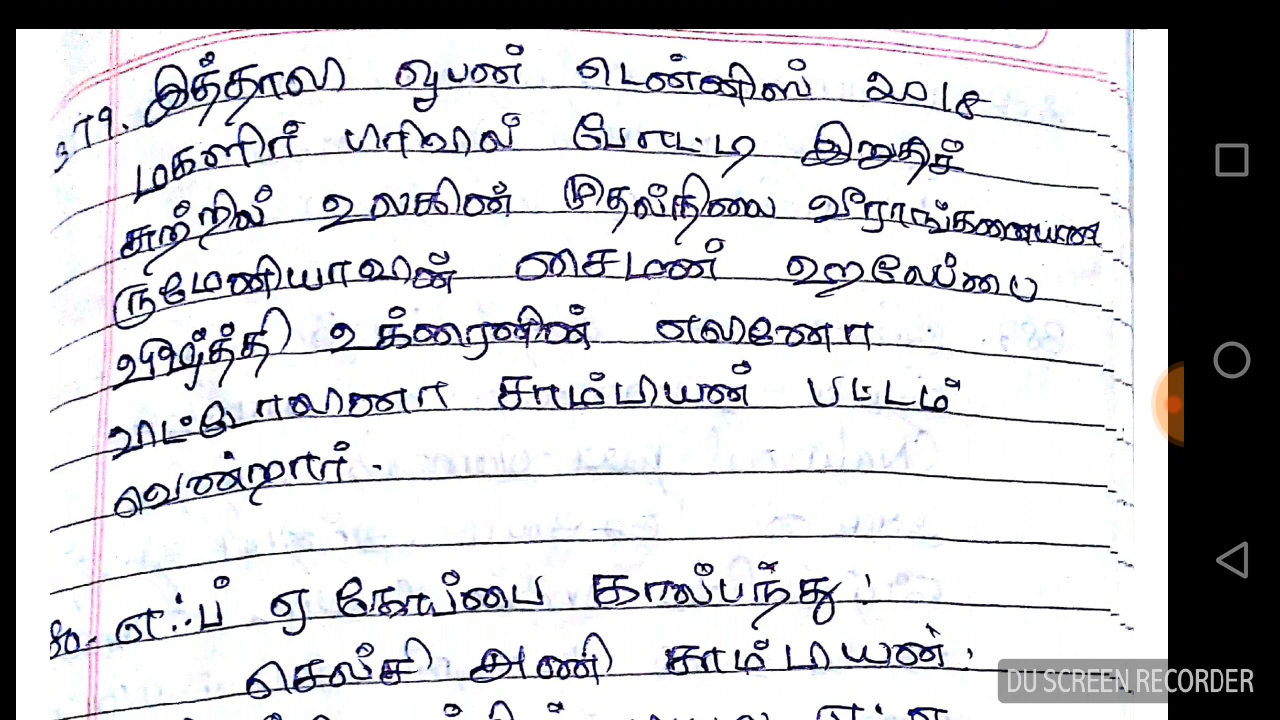 379. இத்தாலி ஓபன் டென்னிஸ் 2018
மகளிர் பிரிவில் போட்டி இறுதிச்
சுற்றில் உலகின் முதல்நிலை வீராங்கனையான
ருமேனியாவின் சைமன் ஹலேப்பை
வீழ்த்தி உக்ரைனின் எலினோ
விட்டோலினா சாம்பியன் பட்டம்
வென்றார்.
80. எஃப் ஏ கோப்பை கால்பந்து :
செல்சி அணி சாம்பியன் :
DU SCREEN RECORDER